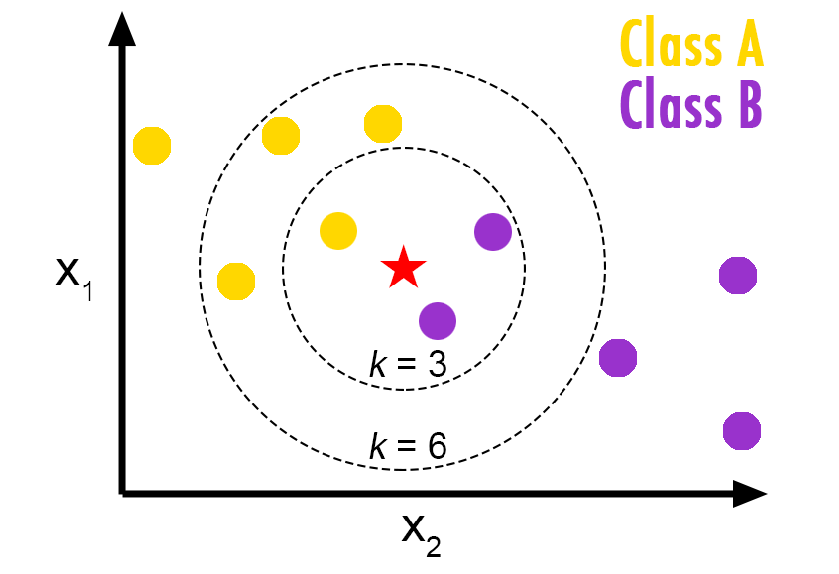 Class A
Class B
x₁
k = 3
k = 6
x₂